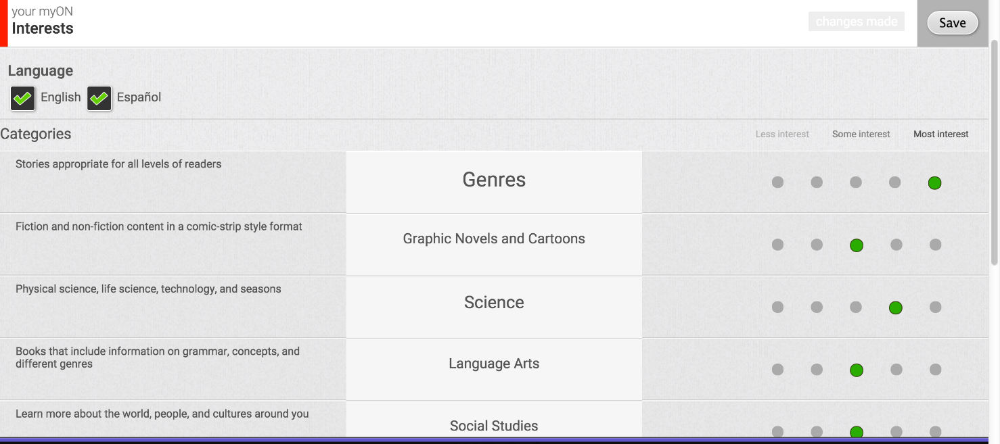 your myON
Interests
changes made
Save
Language
English
Español
Categories
Less interest
Some interest
Most interest
Stories appropriate for all levels of readers
Genres
Fiction and non-fiction content in a comic-strip style format
Graphic Novels and Cartoons
Physical science, life science, technology, and seasons
Science
Books that include information on grammar, concepts, and
different genres
Language Arts
Learn more about the world, people, and cultures around you
Social Studies